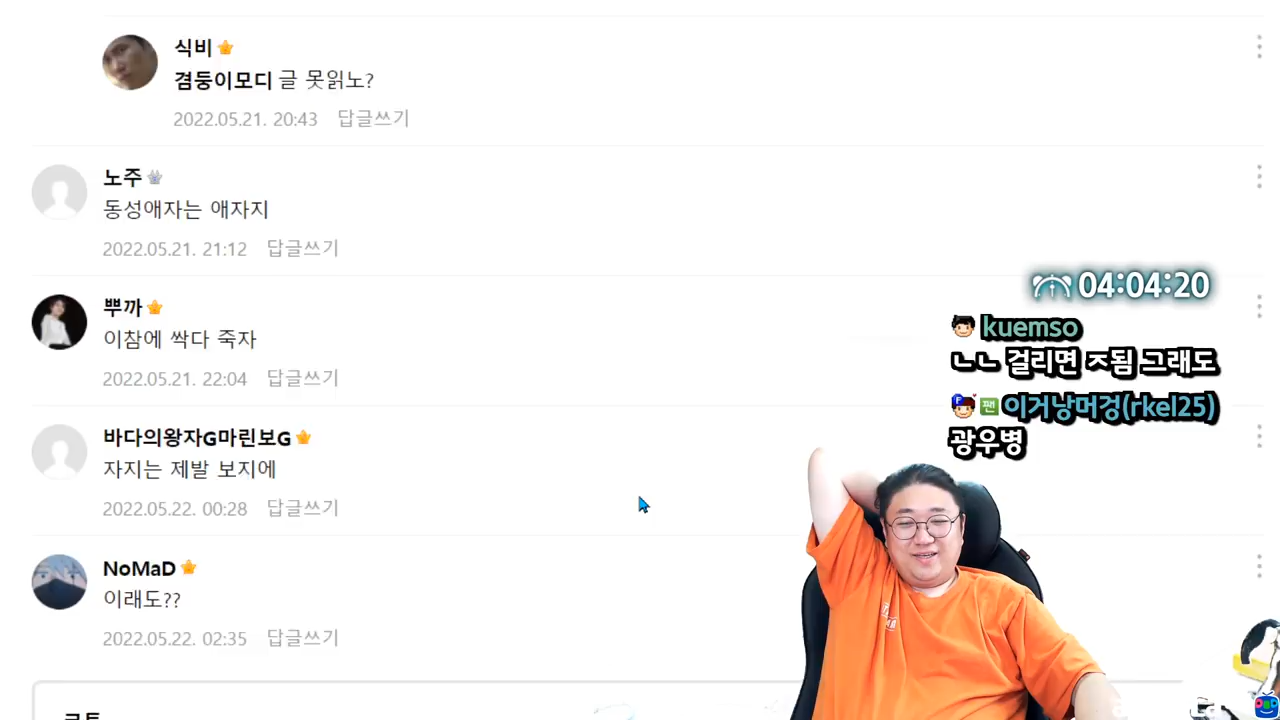 식비
겸둥이모디 글 못읽노?
2022.05.21. 20:43 답글쓰기
노주
동성애자는 애자지
2022.05.21. 21:12 답글쓰기
뿌까
이참에 싹다 죽자
2022.05.21. 22:04 답글쓰기
바다의왕자G마린보G
자지는 제발 보지에
2022.05.22. 00:28 답글쓰기
NoMaD
이래도??
2022.05.22. 02:35 답글쓰기
04:04:20
kuemso
ㄴㄴ 걸리면 ㅈ됨 그래도
팬 이거낭머겅(rkel25)
광우병